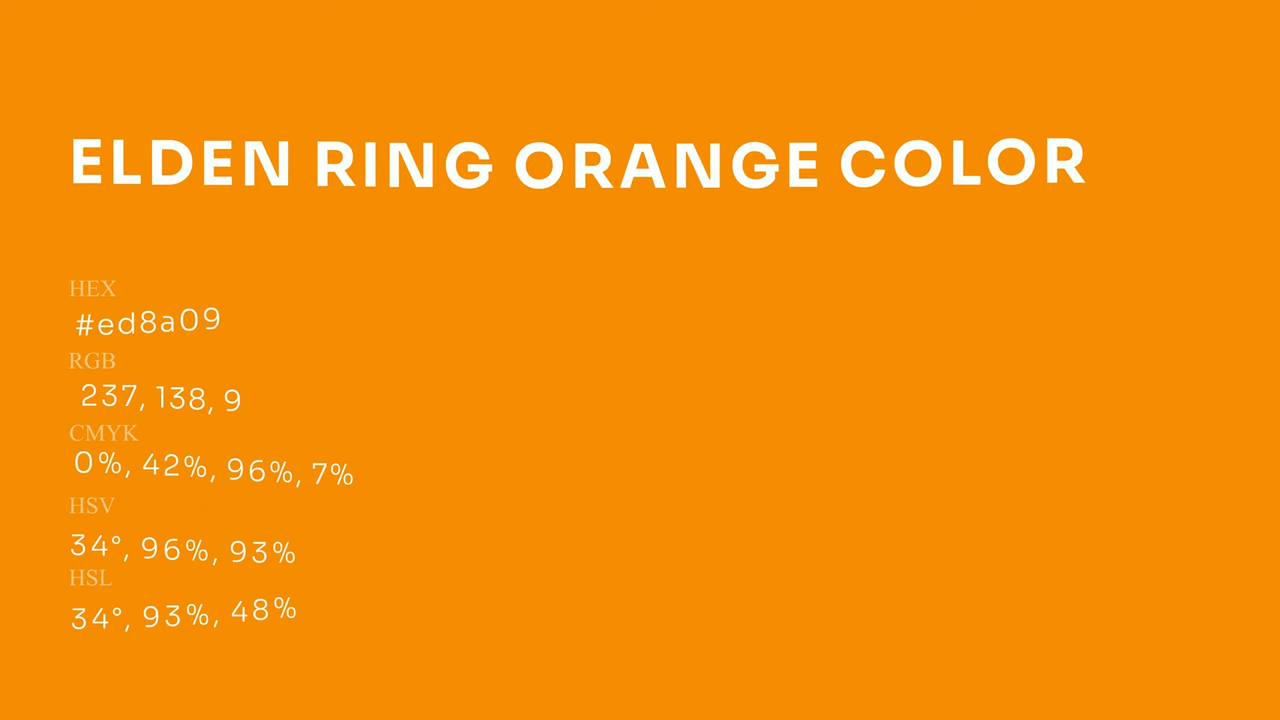 ELDEN RING ORANGE COLOR
HEX
#ed8a09
RGB
237, 138, 9
CMYK
0%, 42%, 96%, 7%
HSV
34°, 96%, 93%
HSL
34°, 93%, 48%